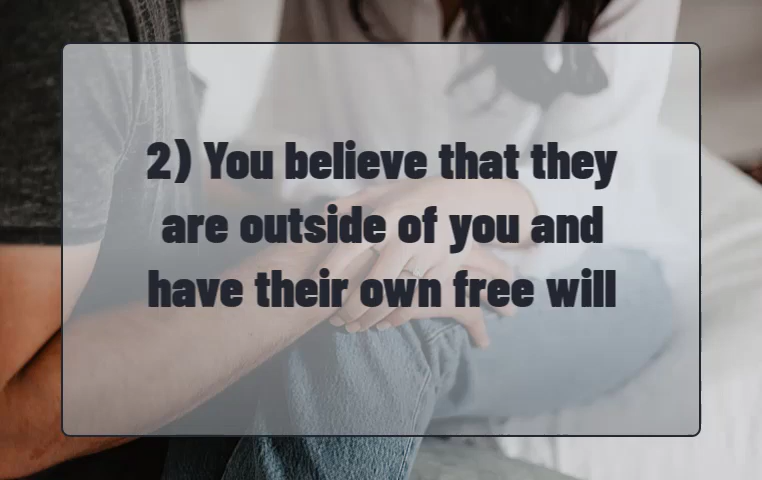 2) You believe that they
are outside of you and
have their own free will